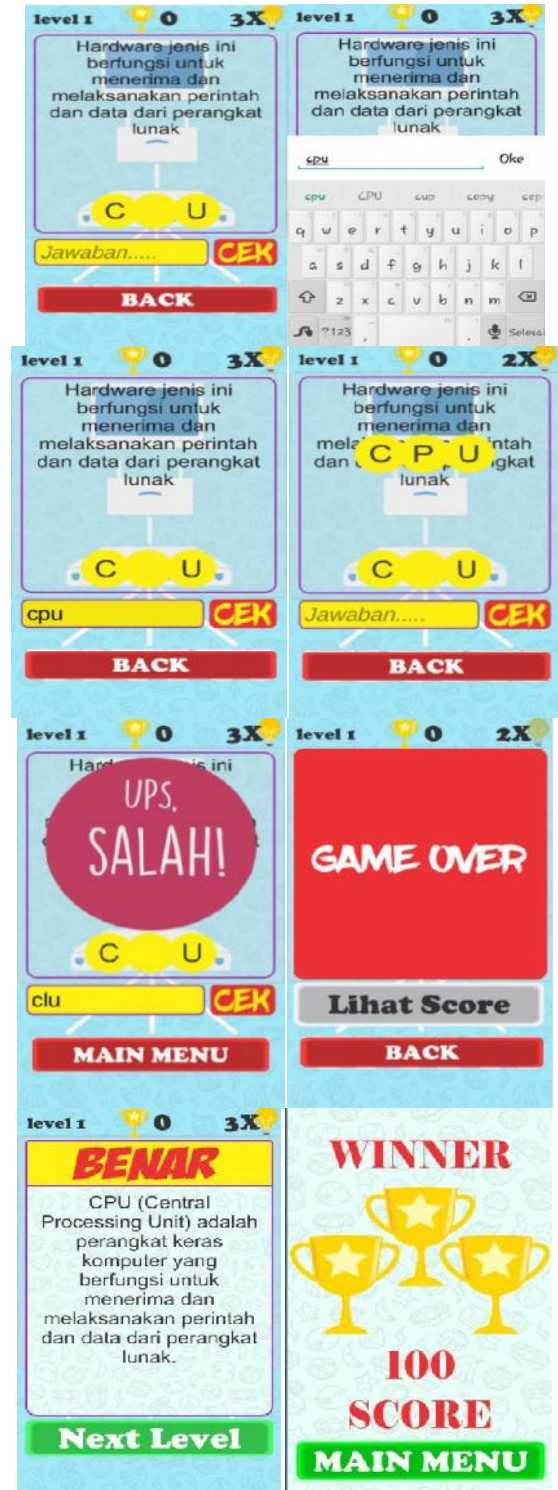 level 1 0 3X
Hardware jenis ini
berfungsi untuk
menerima dan
melaksanakan perintah
dan data dari perangkat
lunak
C U
Jawaban.....
CEK
BACK
level 1 0 3X
Hardware jenis ini
berfungsi untuk
menerima dan
melaksanakan perintah
dan data dari perangkat
lunak
cpu Oke
cpu CPU cup copy cep
q w e r t y u i o p
a s d f g h j k l
z x c v b n m
?123 , . Selesai
level 1 0 3X
Hardware jenis ini
berfungsi untuk
menerima dan
melaksanakan perintah
dan data dari perangkat
lunak
C U
cpu
CEK
BACK
level 1 0 2X
Hardware jenis ini
berfungsi untuk
menerima dan
C P U
lunak
C U
Jawaban.....
CEK
BACK
level 1 0 3X
UPS,
SALAH!
C U
clu
CEK
MAIN MENU
level 1 0 2X
GAME OVER
Lihat Score
BACK
level 1 0 3X
BENAR
CPU (Central
Processing Unit) adalah
perangkat keras
komputer yang
berfungsi untuk
menerima dan
melaksanakan perintah
dan data dari perangkat
lunak.
Next Level
WINNER
100
SCORE
MAIN MENU